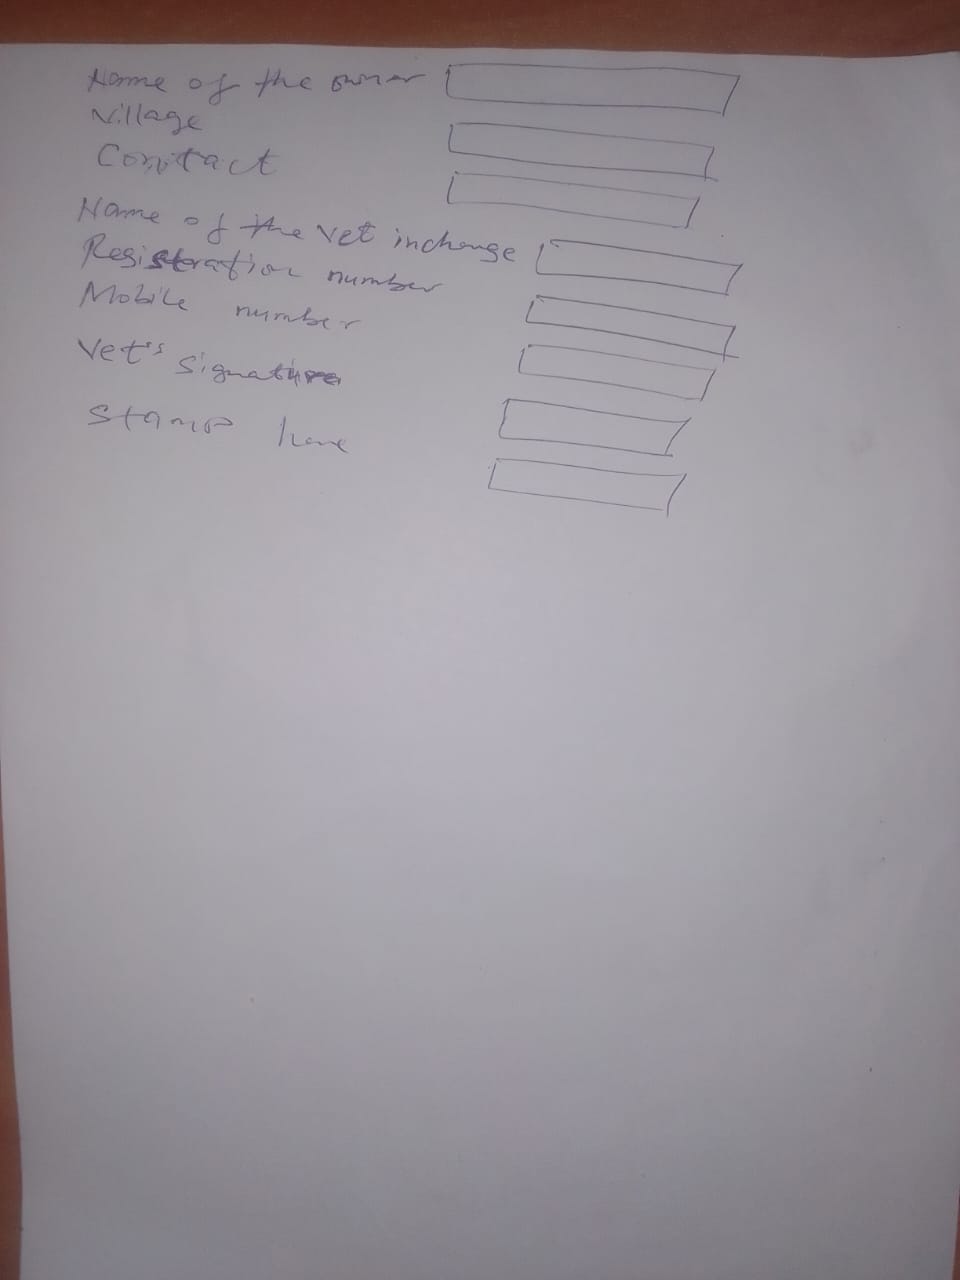 Name of the owner
Village
Contact
Name of the vet incharge
Registration number
Mobile number
Vet's signature
Stamp here